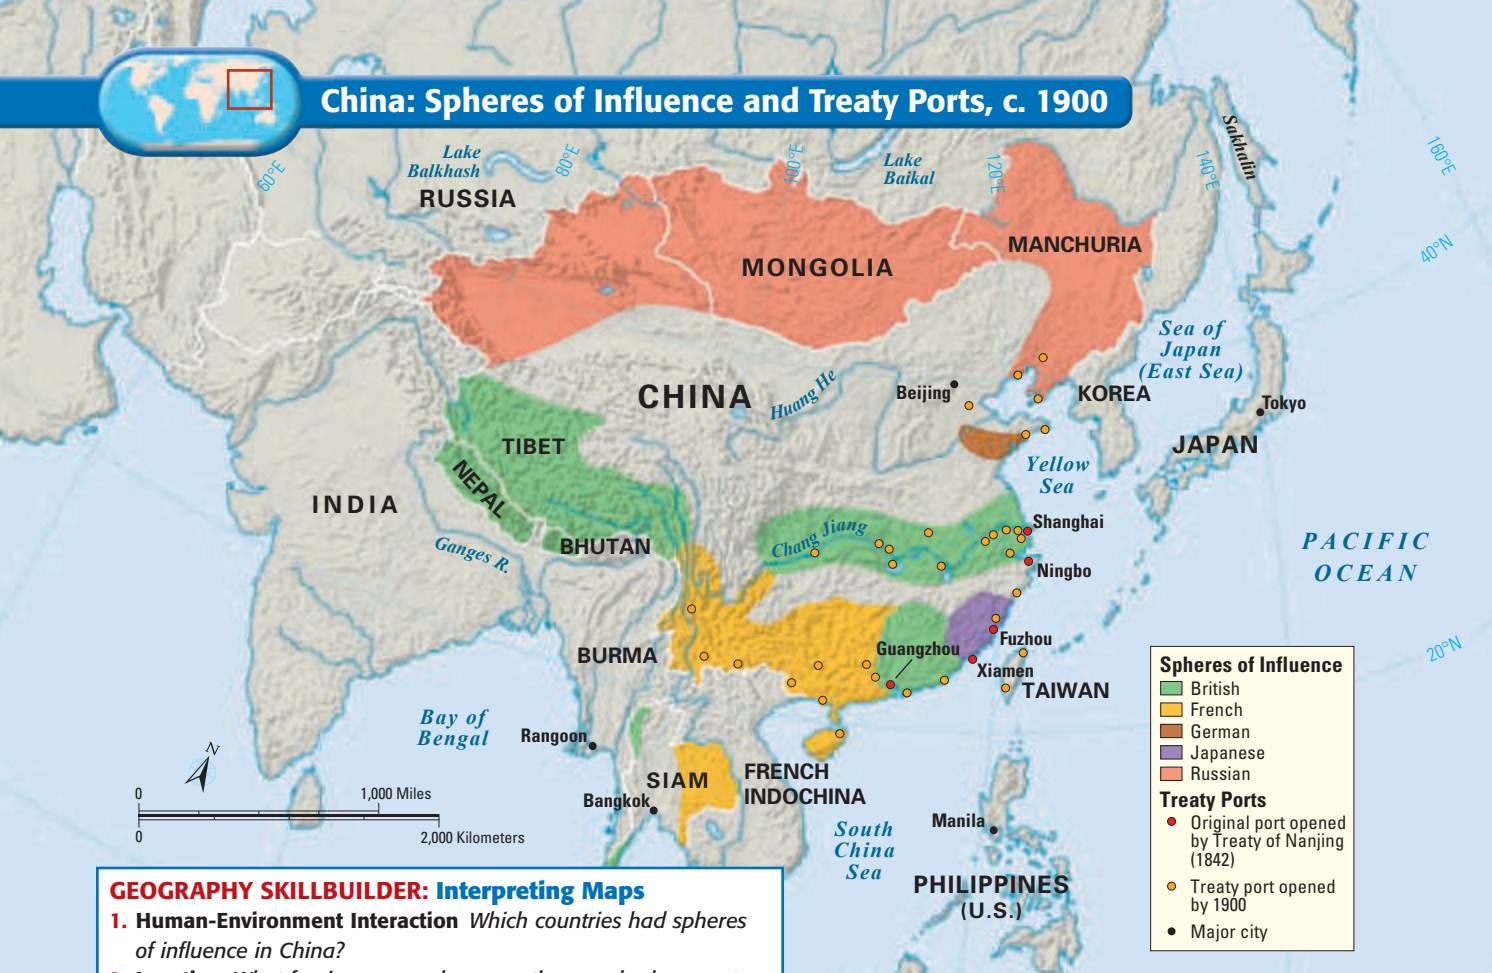 China: Spheres of Influence and Treaty Ports, c. 1900
60°E
80°E
100°E
120°E
140°E
160°E
40°N
20°N
Lake
Balkhash
RUSSIA
Lake
Baikal
Sakhalin
MONGOLIA
MANCHURIA
Sea of
Japan
(East Sea)
CHINA
Huang He
Beijing
KOREA
Tokyo
JAPAN
TIBET
NEPAL
INDIA
BHUTAN
Ganges R.
Yellow
Sea
Chang Jiang
Shanghai
Ningbo
PACIFIC
OCEAN
BURMA
Guangzhou
Fuzhou
Xiamen
TAIWAN
Bay of
Bengal
Rangoon
SIAM
Bangkok
FRENCH
INDOCHINA
South
China
Sea
Manila
PHILIPPINES
(U.S.)
N
0
1,000 Miles
0
2,000 Kilometers
Spheres of Influence
British
French
German
Japanese
Russian
Treaty Ports
Original port opened
by Treaty of Nanjing
(1842)
Treaty port opened
by 1900
Major city
GEOGRAPHY SKILLBUILDER: Interpreting Maps
1. Human-Environment Interaction Which countries had spheres
of influence in China?